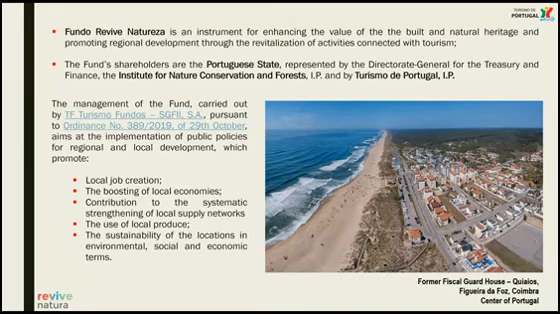 TURISMO DE
PORTUGAL
Fundo Revive Natureza is an instrument for enhancing the value of the the built and natural heritage and
promoting regional development through the revitalization of activities connected with tourism;
The Fund's shareholders are the Portuguese State, represented by the Directorate-General for the Treasury and
Finance, the Institute for Nature Conservation and Forests, I.P. and by Turismo de Portugal, I.P.
The management of the Fund, carried out
by TF Turismo Fundos – SGFII, S.A., pursuant
to Ordinance No. 389/2019, of 29th October,
aims at the implementation of public policies
for regional and local development, which
promote:
Local job creation;
The boosting of local economies;
Contribution to the systematic
strengthening of local supply networks
The use of local produce;
The sustainability of the locations in
environmental, social and economic
terms.
Former Fiscal Guard House – Quiaios,
Figueira da Foz, Coimbra
Center of Portugal
revive
natura